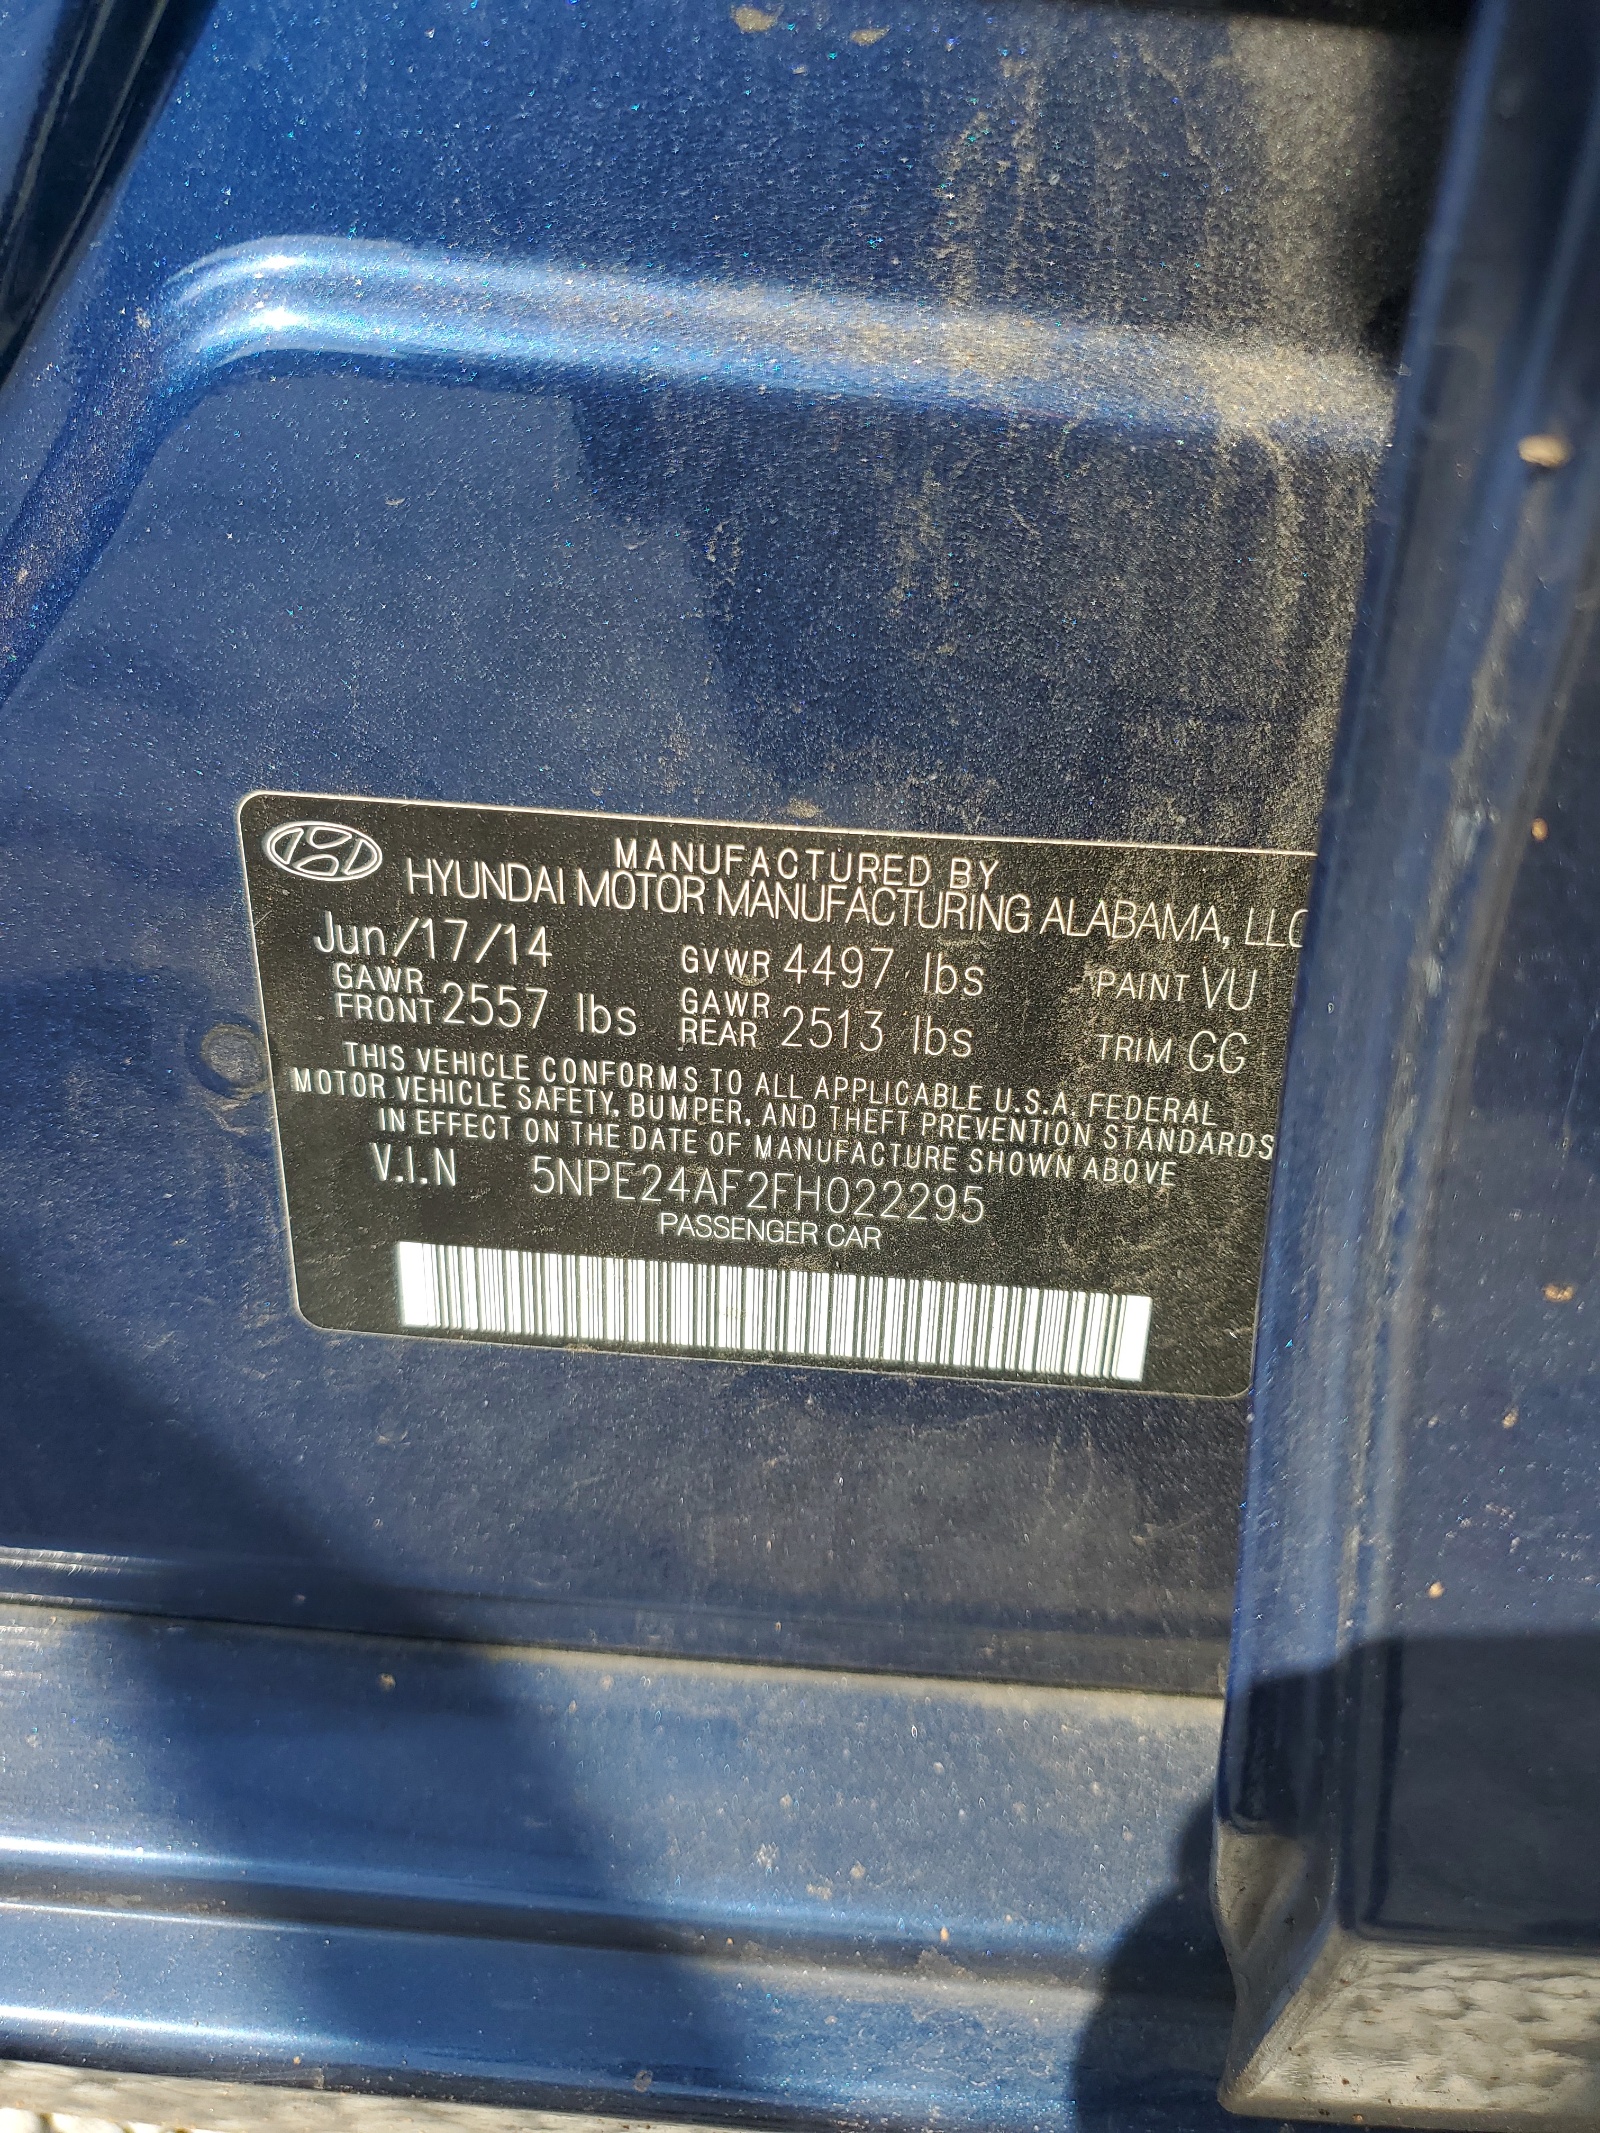 MANUFACTURED BY
HYUNDAI MOTOR MANUFACTURING ALABAMA, LLC
Jun/17/14 GVWR 4497 lbs PAINT VU
GAWR FRONT 2557 lbs GAWR REAR 2513 lbs TRIM GG
THIS VEHICLE CONFORMS TO ALL APPLICABLE U.S.A. FEDERAL
MOTOR VEHICLE SAFETY, BUMPER, AND THEFT PREVENTION STANDARDS
IN EFFECT ON THE DATE OF MANUFACTURE SHOWN ABOVE
V.I.N 5NPE24AF2FH022295
PASSENGER CAR